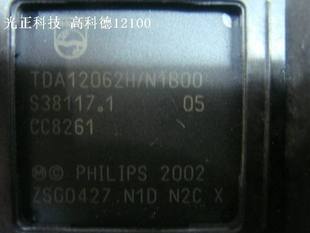 光正科技 高科德12100
TDA12062H/N1B00
S38117.1 05
CC8261
Ⓜ© PHILIPS 2002
ZSG0427 N1D N2C X